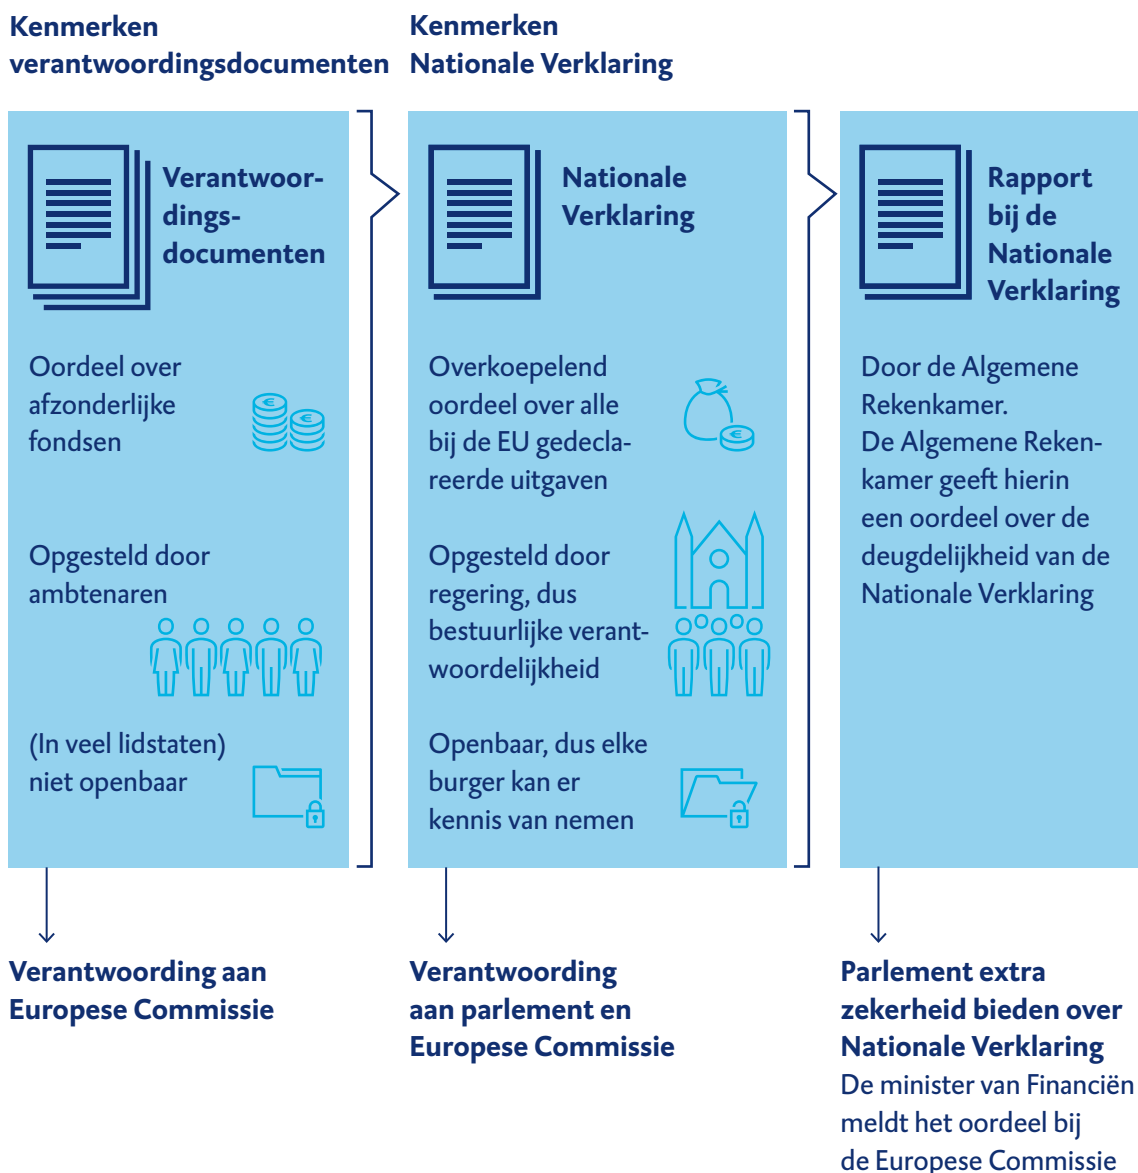 Kenmerken
verantwoordingsdocumenten
Verantwoor-
dings-
documenten
Oordeel over
afzonderlijke
fondsen
€
€
Opgesteld door
ambtenaren
(In veel lidstaten)
niet openbaar
Verantwoording aan
Europese Commissie
Kenmerken
Nationale Verklaring
Nationale
Verklaring
Overkoepelend
oordeel over alle
bij de EU gedecla-
reerde uitgaven
€
Opgesteld door
regering, dus
bestuurlijke verant-
woordelijkheid
Openbaar, dus elke
burger kan er
kennis van nemen
Verantwoording
aan parlement en
Europese Commissie
Rapport
bij de
Nationale
Verklaring
Door de Algemene
Rekenkamer.
De Algemene Reken-
kamer geeft hierin
een oordeel over de
deugdelijkheid van de
Nationale Verklaring
Parlement extra
zekerheid bieden over
Nationale Verklaring
De minister van Financiën
meldt het oordeel bij
de Europese Commissie